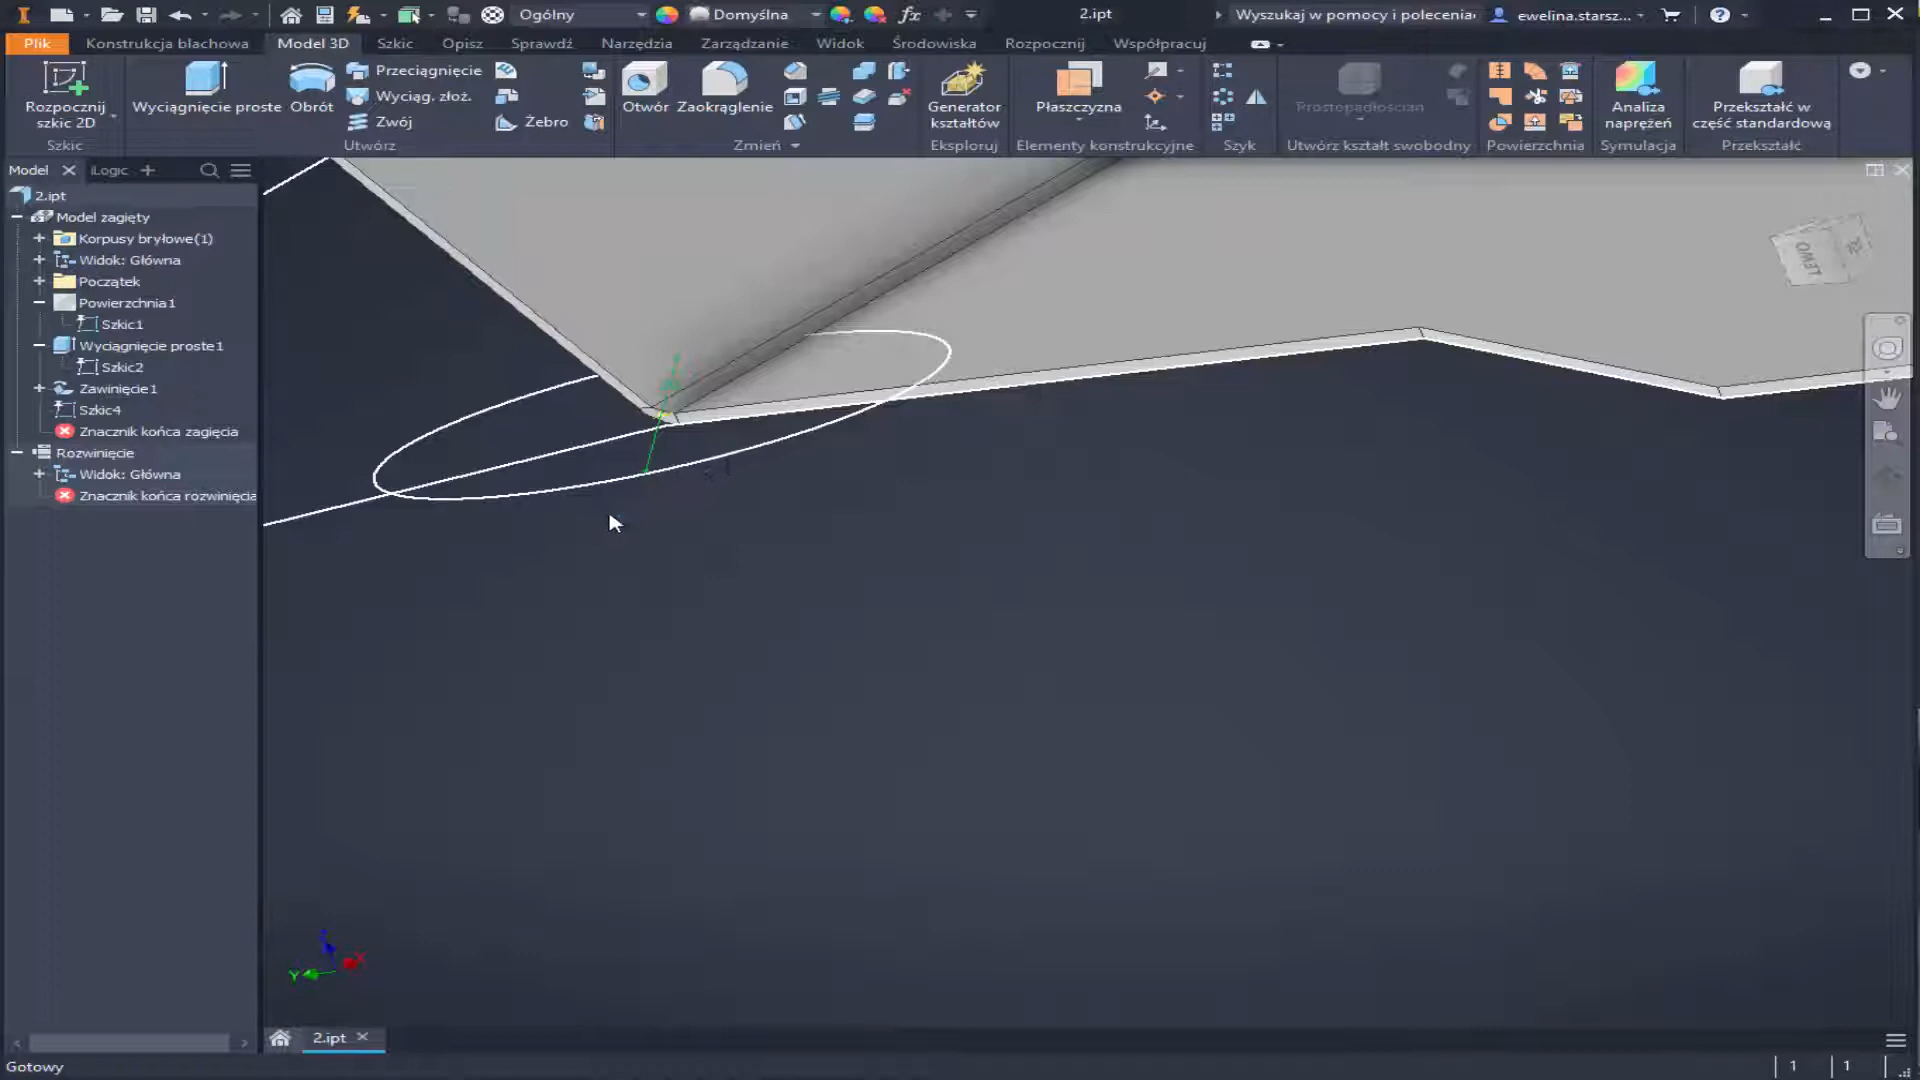 Ogólny
Domyślna
fx
2.ipt
Wyszukaj w pomocy i polecenia
ewelina.starsz...
Plik
Konstrukcja blachowa
Model 3D
Szkic
Opisz
Sprawdź
Narzędzia
Zarządzanie
Widok
Środowiska
Rozpocznij
Współpracuj
Rozpocznij
szkic 2D
Wyciągnięcie proste
Obrót
Przeciągnięcie
Wyciąg. złoż.
Zwój
Żebro
Otwór
Zaokrąglenie
Generator
kształtów
Płaszczyzna
Prostopadłościan
Analiza
naprężeń
Przekształć w
część standardową
Szkic
Utwórz
Zmień
Eksploruj
Elementy konstrukcyjne
Szyk
Utwórz kształt swobodny
Powierzchnia
Symulacja
Przekształć
Model
iLogic
2.ipt
Model zagięty
Korpusy bryłowe(1)
Widok: Główna
Początek
Powierzchnia1
Szkic1
Wyciągnięcie proste1
Szkic2
Zawinięcie1
Szkic4
Znacznik końca zagięcia
Rozwinięcie
Widok: Główna
Znacznik końca rozwinięcia
LEWO
Y
X
2.ipt
Gotowy
1
1